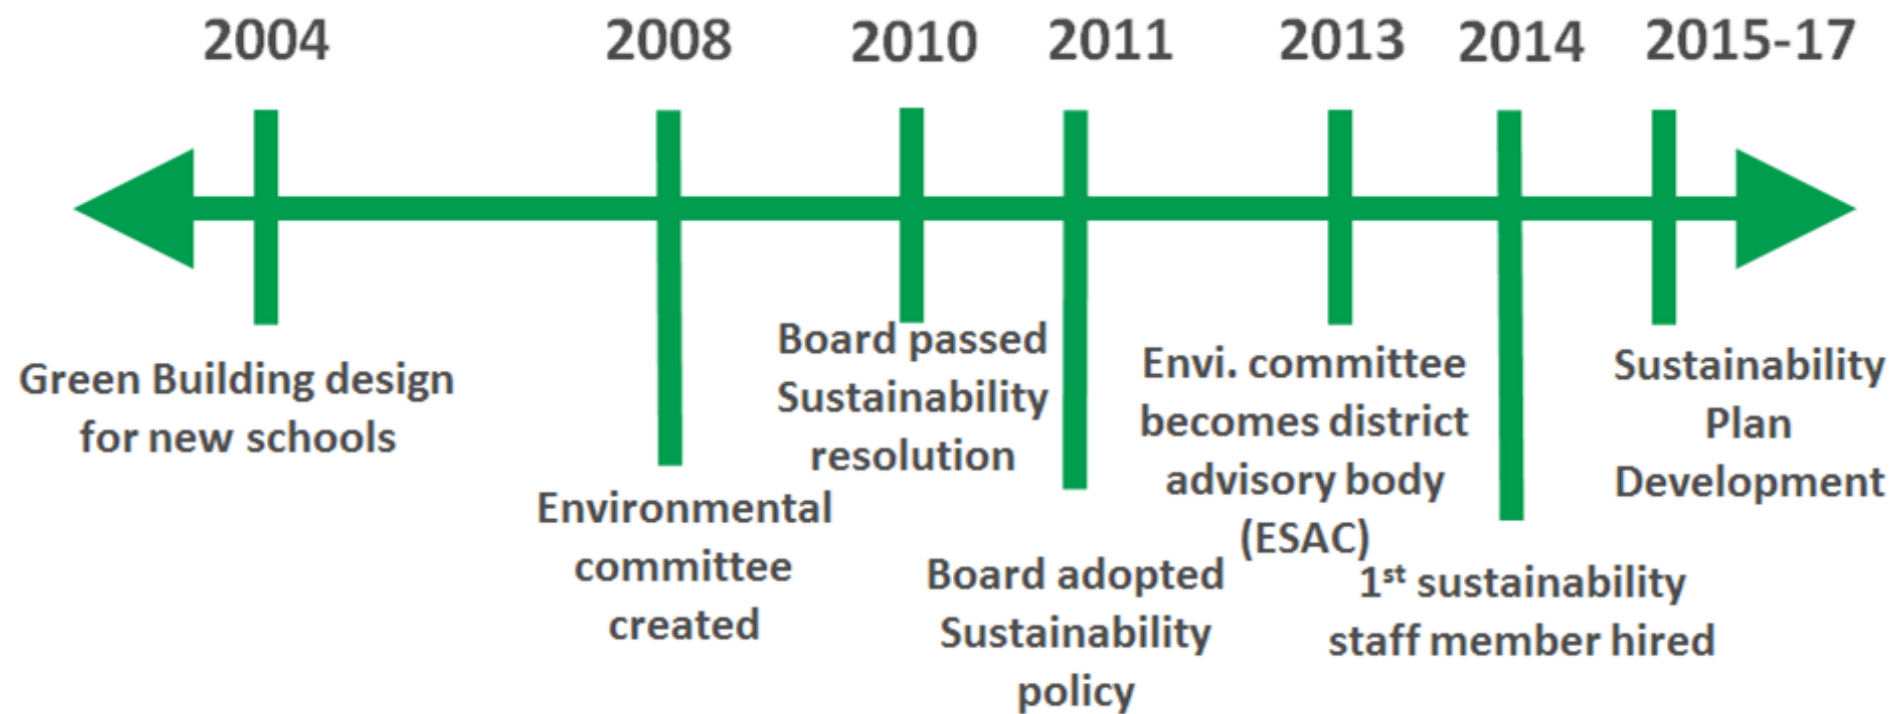 2004
2008
2010
2011
2013
2014
2015-17
Green Building design
for new schools
Environmental
committee
created
Board passed
Sustainability
resolution
Board adopted
Sustainability
policy
Envi. committee
becomes district
advisory body
(ESAC)
1st sustainability
staff member hired
Sustainability
Plan
Development